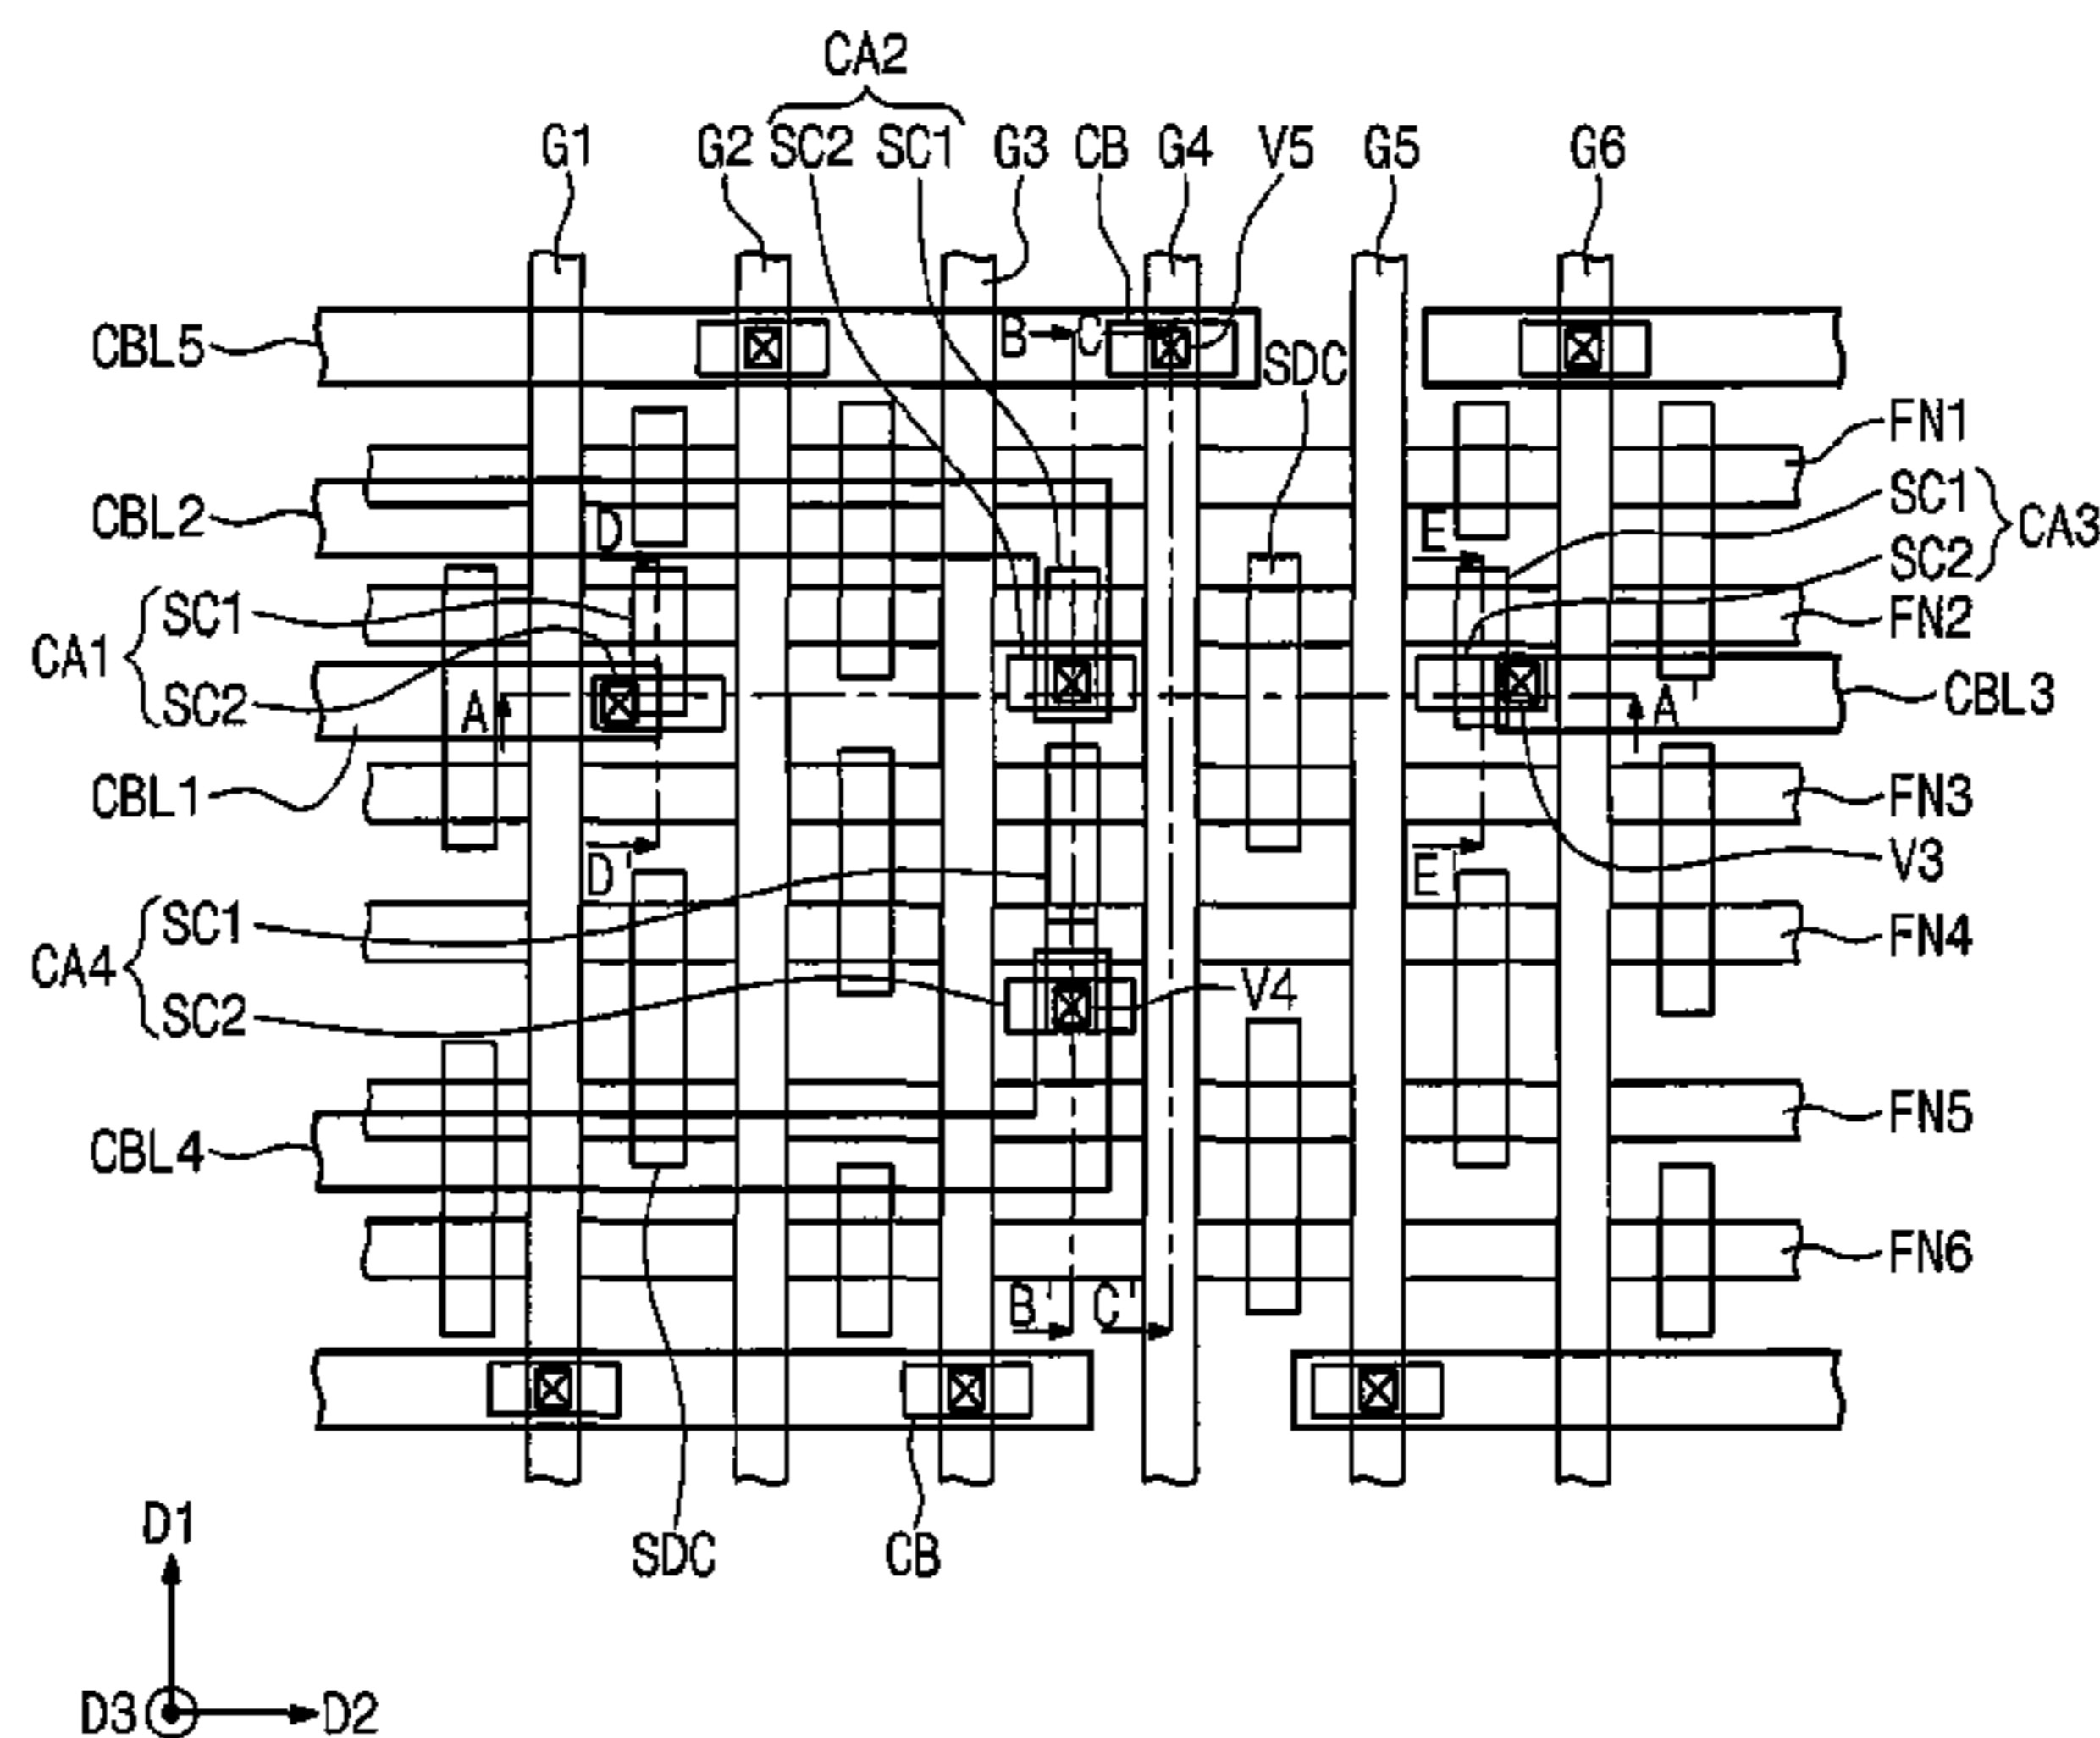 CA2
G1 G2 SC2 SC1 G3 CB G4 V5 G5 G6
CBL5 B C SDC
FN1
CBL2 D E SC1 CA3
SC2
CA1 SC1 FN2
SC2 A A' CBL3
CBL1 FN3
D' E' V3
CA4 SC1 FN4
SC2 V4
FN5
CBL4
FN6
B' C'
SDC CB
D1
D3 D2